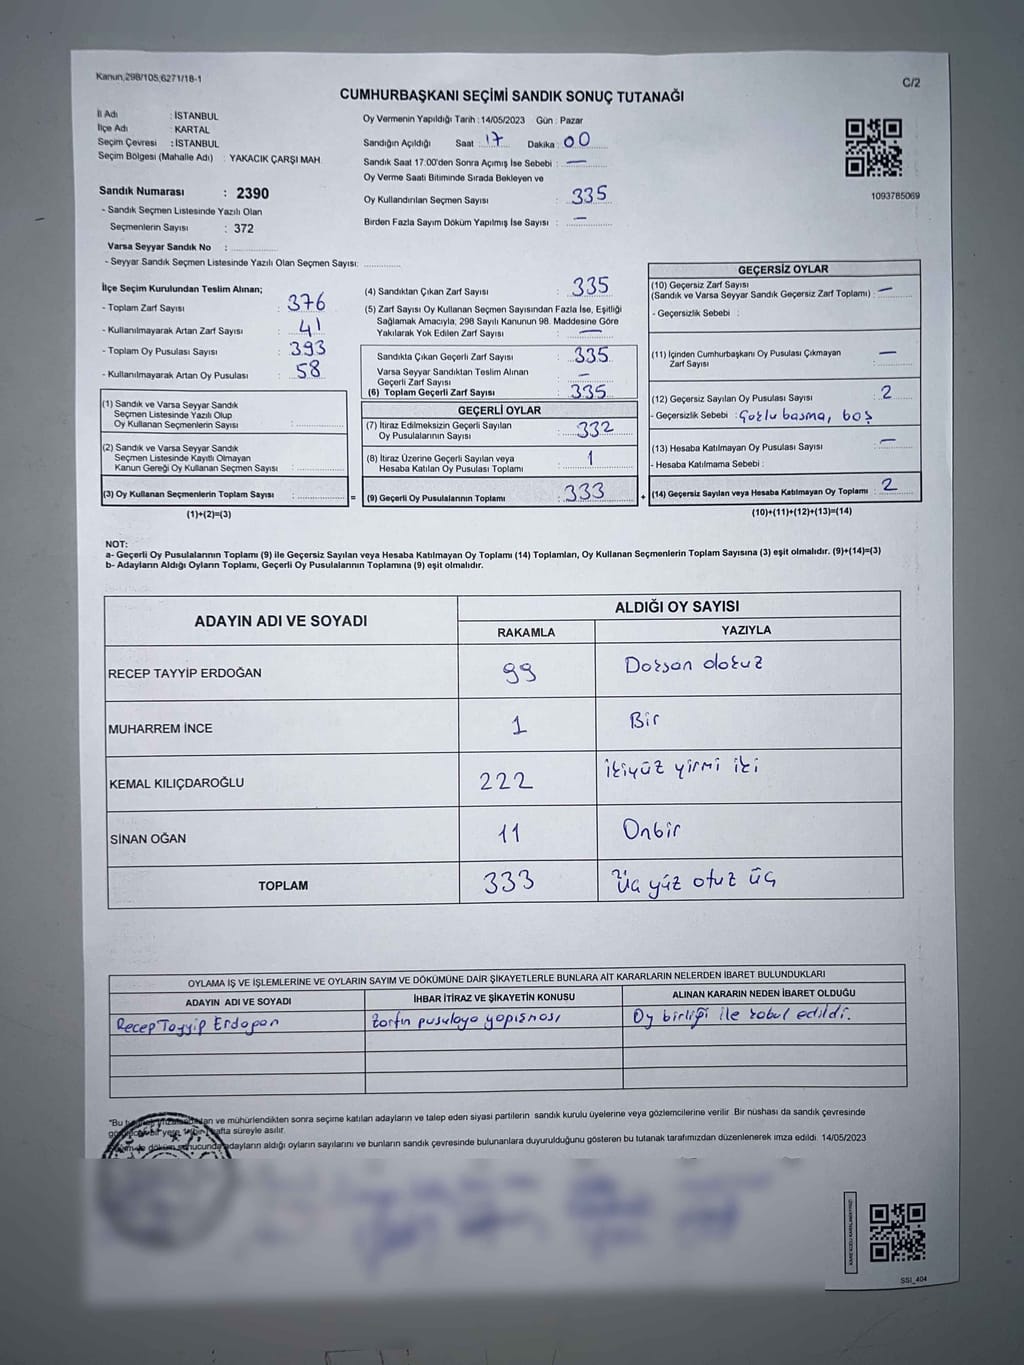 Kanun;298/105;6271/18-1
C/2
CUMHURBAŞKANI SEÇİMİ SANDIK SONUÇ TUTANAĞI
İl Adı : İSTANBUL
İlçe Adı : KARTAL
Seçim Çevresi : İSTANBUL
Seçim Bölgesi (Mahalle Adı) : YAKACIK ÇARŞI MAH.
Sandık Numarası : 2390
- Sandık Seçmen Listesinde Yazılı Olan
Seçmenlerin Sayısı : 372
Varsa Seyyar Sandık No :
- Seyyar Sandık Seçmen Listesinde Yazılı Olan Seçmen Sayısı:
Oy Vermenin Yapıldığı Tarih : 14/05/2023 Gün : Pazar
Sandığın Açıldığı Saat : 17 Dakika : 00
Sandık Saat 17:00'den Sonra Açımış İse Sebebi : —
Oy Verme Saati Bitiminde Sırada Bekleyen ve
Oy Kullandırılan Seçmen Sayısı : 335
Birden Fazla Sayım Döküm Yapılmış İse Sayısı : —
1093785069
İlçe Seçim Kurulundan Teslim Alınan;
- Toplam Zarf Sayısı : 376
- Kullanılmayarak Artan Zarf Sayısı : 41
- Toplam Oy Pusulası Sayısı : 393
- Kullanılmayarak Artan Oy Pusulası : 58
(1) Sandık ve Varsa Seyyar Sandık
Seçmen Listesinde Yazılı Olup
Oy Kullanan Seçmenlerin Sayısı :
(2) Sandık ve Varsa Seyyar Sandık
Seçmen Listesinde Kayıtlı Olmayan
Kanun Gereği Oy Kullanan Seçmen Sayısı :
(3) Oy Kullanan Seçmenlerin Toplam Sayısı : =
(1)+(2)=(3)
(4) Sandıktan Çıkan Zarf Sayısı : 335
(5) Zarf Sayısı Oy Kullanan Seçmen Sayısından Fazla İse, Eşitliği
Sağlamak Amacıyla, 298 Sayılı Kanunun 98. Maddesine Göre
Yakılarak Yok Edilen Zarf Sayısı : —
Sandıkta Çıkan Geçerli Zarf Sayısı : 335
Varsa Seyyar Sandıktan Teslim Alınan
Geçerli Zarf Sayısı : —
(6) Toplam Geçerli Zarf Sayısı : 335
GEÇERLİ OYLAR
(7) İtiraz Edilmeksizin Geçerli Sayılan
Oy Pusulalarının Sayısı : 332
(8) İtiraz Üzerine Geçerli Sayılan veya
Hesaba Katılan Oy Pusulası Toplamı : 1
(9) Geçerli Oy Pusulalarının Toplamı : 333 +
GEÇERSİZ OYLAR
(10) Geçersiz Zarf Sayısı
(Sandık ve Varsa Seyyar Sandık Geçersiz Zarf Toplamı) : —
- Geçersizlik Sebebi :
(11) İçinden Cumhurbaşkanı Oy Pusulası Çıkmayan
Zarf Sayısı : —
(12) Geçersiz Sayılan Oy Pusulası Sayısı : 2
- Geçersizlik Sebebi : Çoklu basma, boş
(13) Hesaba Katılmayan Oy Pusulası Sayısı : —
- Hesaba Katılmama Sebebi :
(14) Geçersiz Sayılan veya Hesaba Katılmayan Oy Toplamı : 2
(10)+(11)+(12)+(13)=(14)
NOT:
a- Geçerli Oy Pusulalarının Toplamı (9) ile Geçersiz Sayılan veya Hesaba Katılmayan Oy Toplamı (14) Toplamları, Oy Kullanan Seçmenlerin Toplam Sayısına (3) eşit olmalıdır. (9)+(14)=(3)
b- Adayların Aldığı Oyların Toplamı, Geçerli Oy Pusulalarının Toplamına (9) eşit olmalıdır.
ADAYIN ADI VE SOYADI ALDIĞI OY SAYISI
RAKAMLA YAZIYLA
RECEP TAYYİP ERDOĞAN 99 Doksan dokuz
MUHARREM İNCE 1 Bir
KEMAL KILIÇDAROĞLU 222 İkiyüz yirmi iki
SİNAN OĞAN 11 Onbir
TOPLAM 333 Üç yüz otuz üç
OYLAMA İŞ VE İŞLEMLERİNE VE OYLARIN SAYIM VE DÖKÜMÜNE DAİR ŞİKAYETLERLE BUNLARA AİT KARARLARIN NELERDEN İBARET BULUNDUKLARI
ADAYIN ADI VE SOYADI İHBAR İTİRAZ VE ŞİKAYETİN KONUSU ALINAN KARARIN NEDEN İBARET OLDUĞU
Recep Tayyip Erdoğan Zarfın pusulaya yapışması Oy birliği ile kabul edildi.
*Bu ve mühürlendikten sonra seçime katılan adayların ve talep eden siyasi partilerin sandık kurulu üyelerine veya gözlemcilerine verilir. Bir nüshası da sandık çevresinde
hafta süreyle asılır.
adayların aldığı oyların sayılarını ve bunların sandık çevresinde bulunanlara duyurulduğunu gösteren bu tutanak tarafımızdan düzenlenerek imza edildi. 14/05/2023
SSI_404